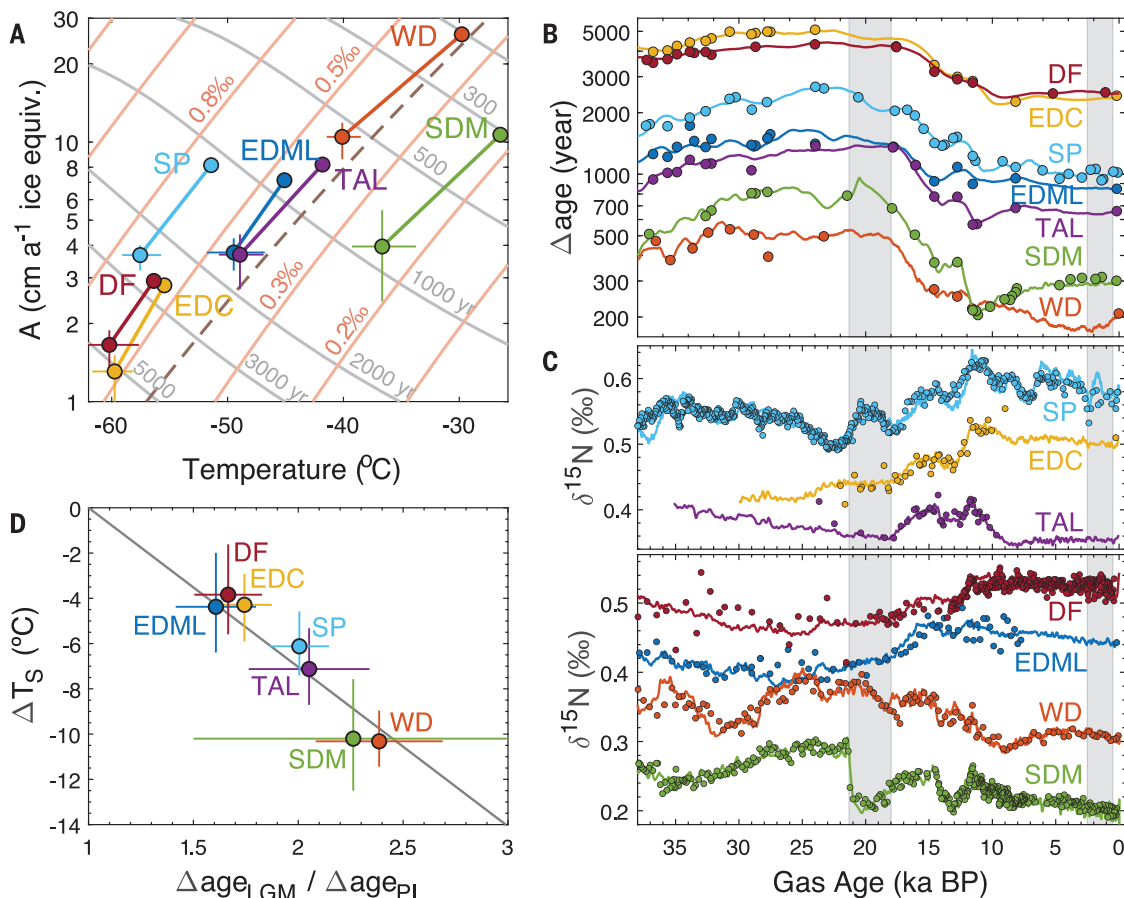 A
A (cm a⁻¹ ice equiv.)
30
20
10
8
6
5
4
3
2
1
-60
-50
-40
-30
Temperature (ºC)
0.8‰
0.5‰
0.3‰
0.2‰
300
500
1000 yr
2000 yr
3000 yr
5000
WD
SDM
SP
EDML
TAL
DF
EDC
B
Δage (year)
5000
3000
2000
1000
700
500
300
200
DF
EDC
SP
EDML
TAL
SDM
WD
C
δ¹⁵N (‰)
0.6
0.5
0.4
SP
EDC
TAL
δ¹⁵N (‰)
0.5
0.4
0.3
0.2
DF
EDML
WD
SDM
35
30
25
20
15
10
5
0
Gas Age (ka BP)
D
ΔT_S (ºC)
0
-2
-4
-6
-8
-10
-12
-14
DF
EDC
EDML
SP
TAL
WD
SDM
1
1.5
2
2.5
3
Δage_LGM / Δage_PI